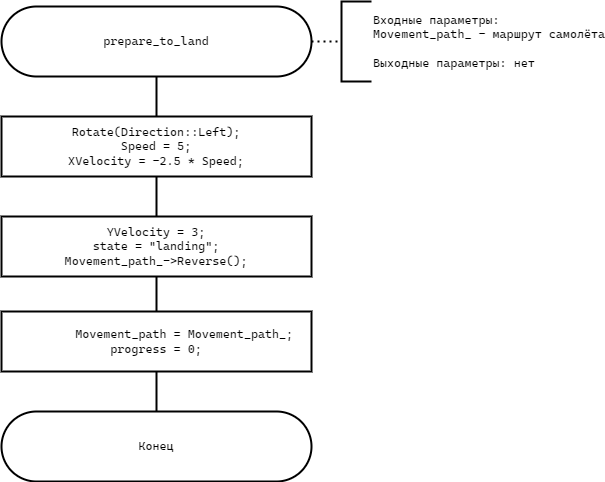 prepare_to_land
Входные параметры:
Movement_path_ - маршрут самолёта
Выходные параметры: нет
Rotate(Direction::Left);
Speed = 5;
XVelocity = -2.5 * Speed;
YVelocity = 3;
state = "landing";
Movement_path_->Reverse();
Movement_path = Movement_path_;
progress = 0;
Конец